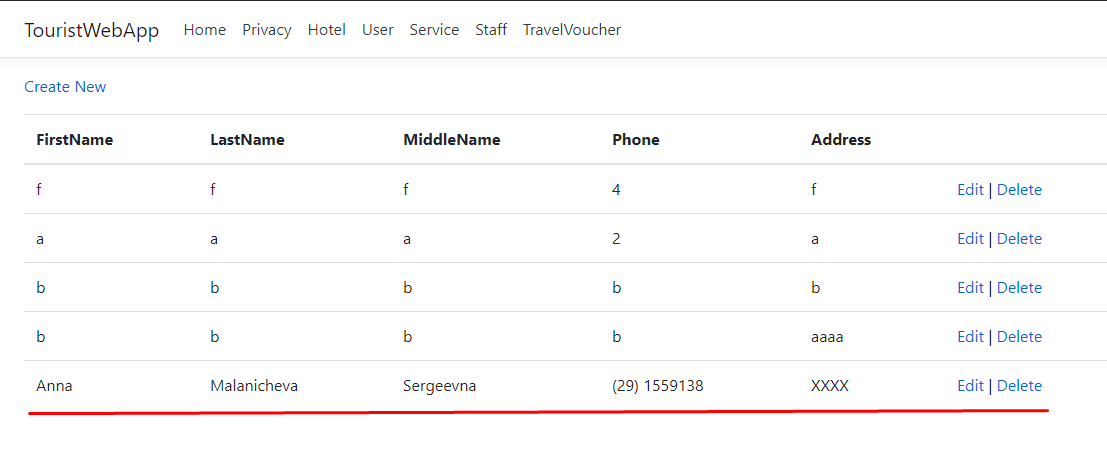 TouristWebApp Home Privacy Hotel User Service Staff TravelVoucher
Create New
FirstName LastName MiddleName Phone Address
f f f 4 f Edit | Delete
a a a 2 a Edit | Delete
b b b b b Edit | Delete
b b b b aaaa Edit | Delete
Anna Malanicheva Sergeevna (29) 1559138 XXXX Edit | Delete